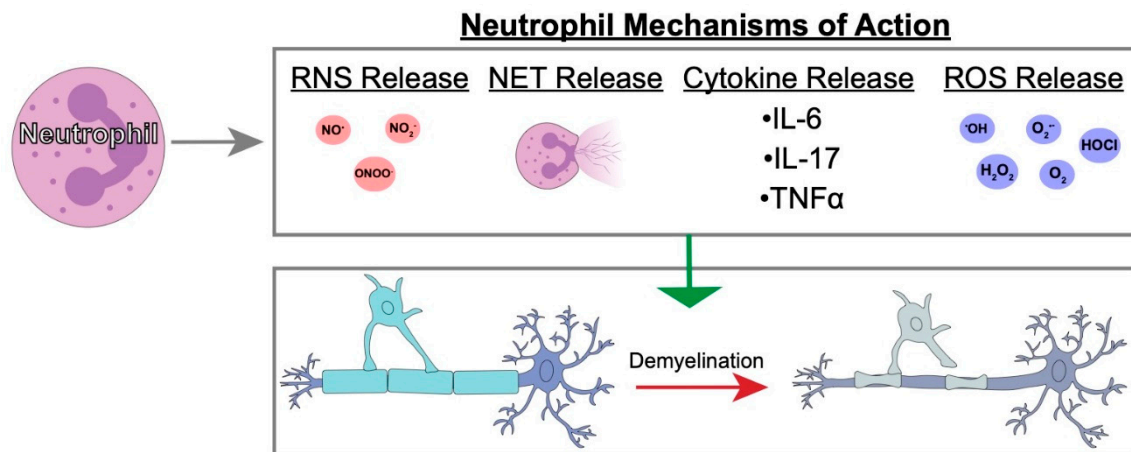 Neutrophil Mechanisms of Action
Neutrophil
RNS Release
NO·
NO₂⁻
ONOO⁻
NET Release
Cytokine Release
•IL-6
•IL-17
•TNFα
ROS Release
·OH
O₂·⁻
HOCl
H₂O₂
O₂
Demyelination